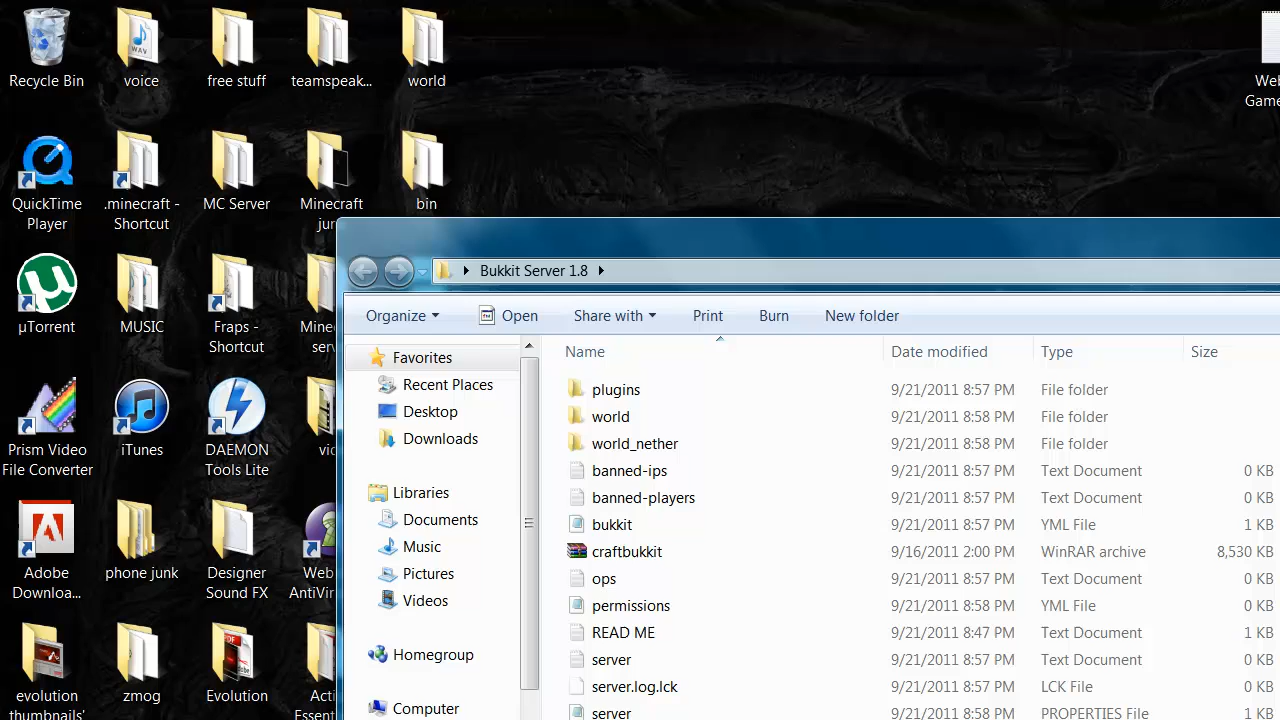 Recycle Bin
voice
free stuff
teamspeak...
world
Web
Game
QuickTime
Player
.minecraft -
Shortcut
MC Server
Minecraft
jun
bin
µTorrent
MUSIC
Fraps -
Shortcut
Mine
serv
Prism Video
File Converter
iTunes
DAEMON
Tools Lite
vic
Adobe
Downloa...
phone junk
Designer
Sound FX
Web
AntiVir
evolution
thumbnails'
zmog
Evolution
Acti
Essent
Bukkit Server 1.8
Organize
Open
Share with
Print
Burn
New folder
Favorites
Recent Places
Desktop
Downloads
Libraries
Documents
Music
Pictures
Videos
Homegroup
Computer
Name Date modified Type Size
plugins 9/21/2011 8:57 PM File folder
world 9/21/2011 8:58 PM File folder
world_nether 9/21/2011 8:58 PM File folder
banned-ips 9/21/2011 8:57 PM Text Document 0 KB
banned-players 9/21/2011 8:57 PM Text Document 0 KB
bukkit 9/21/2011 8:57 PM YML File 1 KB
craftbukkit 9/16/2011 2:00 PM WinRAR archive 8,530 KB
ops 9/21/2011 8:57 PM Text Document 0 KB
permissions 9/21/2011 8:58 PM YML File 0 KB
READ ME 9/21/2011 8:47 PM Text Document 1 KB
server 9/21/2011 8:57 PM Text Document 0 KB
server.log.lck 9/21/2011 8:57 PM LCK File 0 KB
server 9/21/2011 8:58 PM PROPERTIES File 1 KB